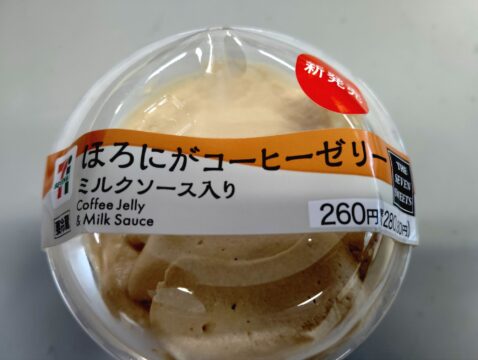 新発売
ほろにがコーヒーゼリー
ミルクソース入り
Coffee Jelly
& Milk Sauce
THE
SEVEN
SWEETS
260円